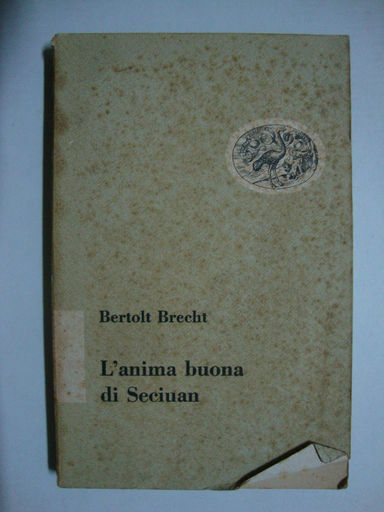 Bertolt Brecht
L'anima buona
di Seciuan